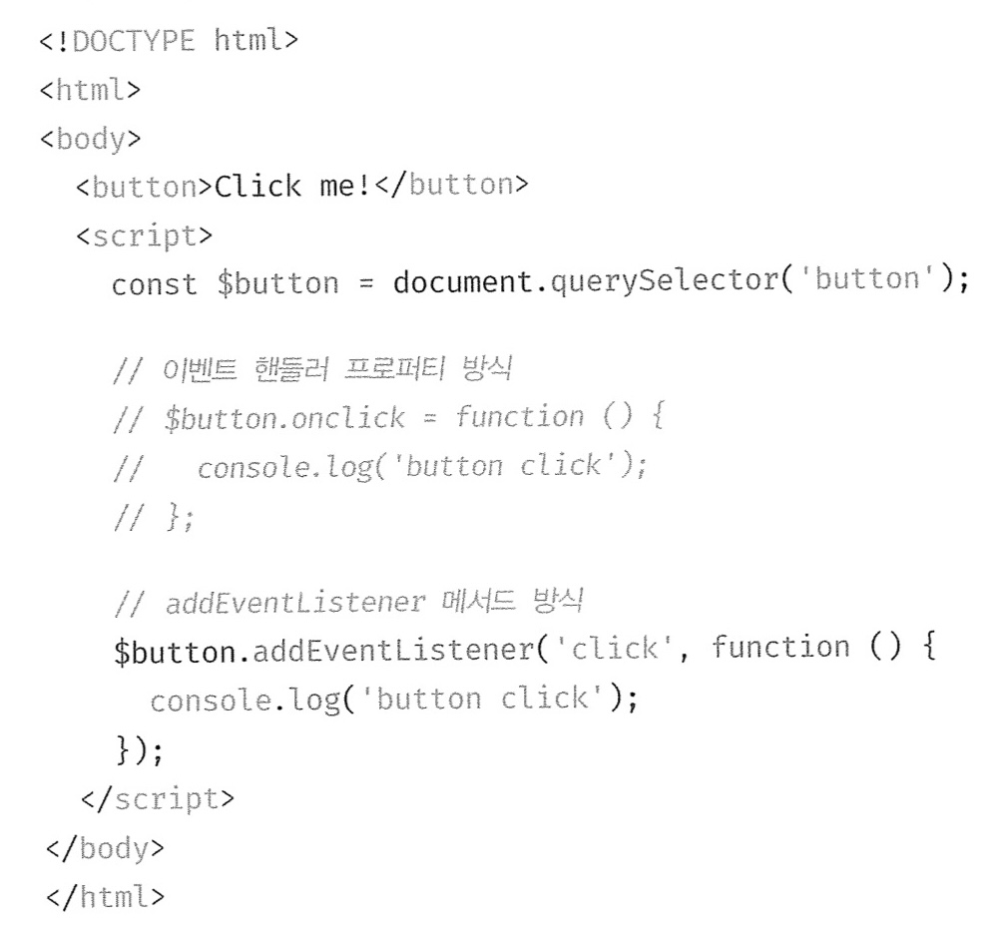 <!DOCTYPE html>
<html>
<body>
  <button>Click me!</button>
  <script>
    const $button = document.querySelector('button');

    // 이벤트 핸들러 프로퍼티 방식
    // $button.onclick = function () {
    //   console.log('button click');
    // };

    // addEventListener 메서드 방식
    $button.addEventListener('click', function () {
      console.log('button click');
    });
  </script>
</body>
</html>